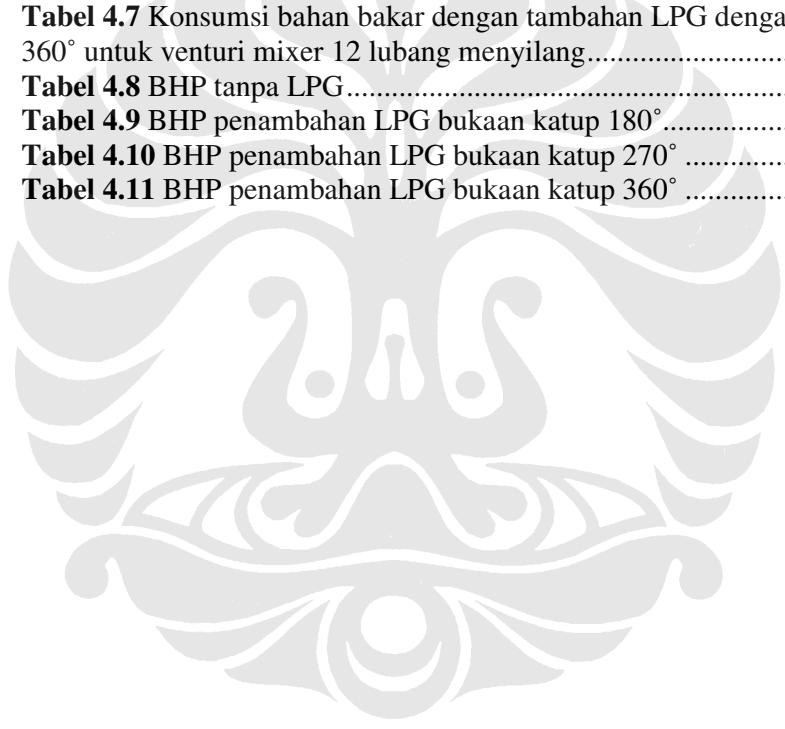 Tabel 4.7 Konsumsi bahan bakar dengan tambahan LPG denga
360˚ untuk venturi mixer 12 lubang menyilang.......................
Tabel 4.8 BHP tanpa LPG..........................................................
Tabel 4.9 BHP penambahan LPG bukaan katup 180˚..............
Tabel 4.10 BHP penambahan LPG bukaan katup 270˚ ............
Tabel 4.11 BHP penambahan LPG bukaan katup 360˚ ............